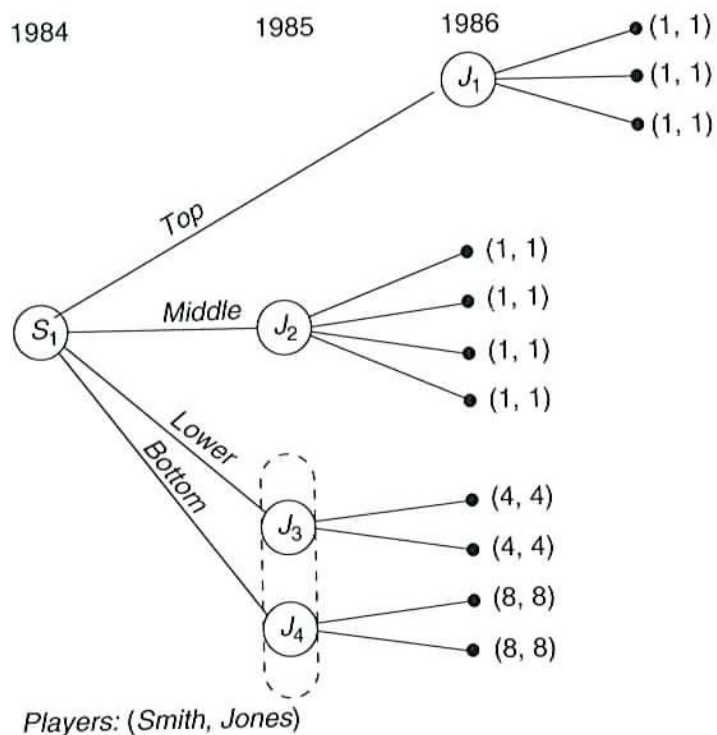 1984 1985 1986
(1, 1)
J1
(1, 1)
(1, 1)
Top
(1, 1)
Middle
(1, 1)
S1
J2
(1, 1)
(1, 1)
Lower
Bottom
(4, 4)
J3
(4, 4)
(8, 8)
J4
(8, 8)
Players: (Smith, Jones)